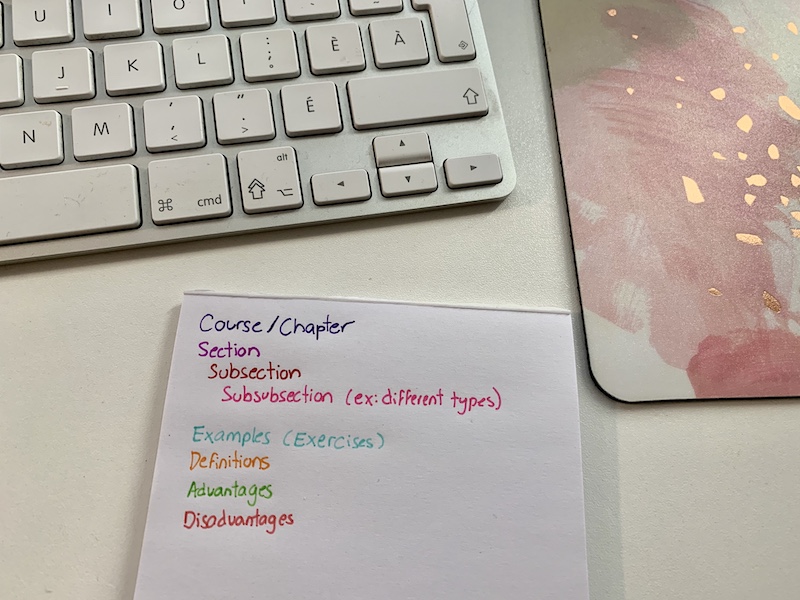 U I O
J K L : ; È À
N M ' , < " . > É
⌘ cmd alt
Course/Chapter
Section
Subsection
Subsubsection (ex: different types)
Examples (Exercises)
Definitions
Advantages
Disadvantages